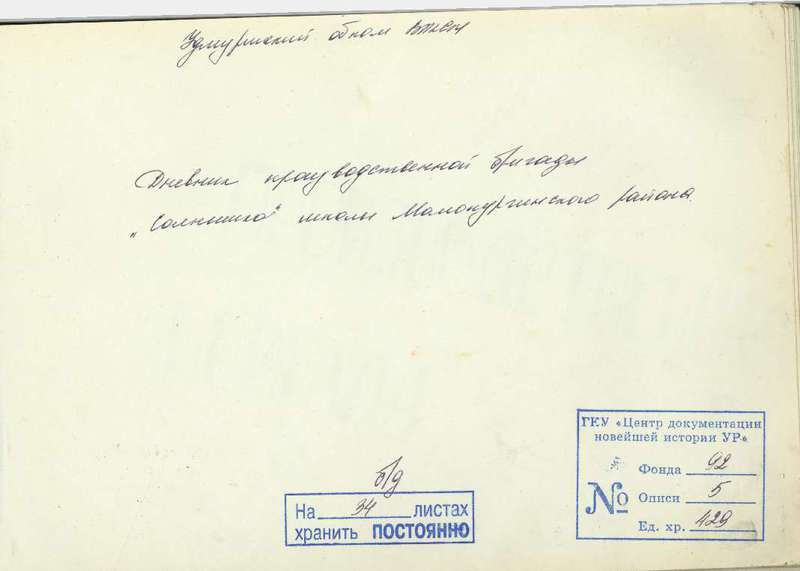 Удмуртский обком ВЛКСМ
Дневник производственной бригады
„Солнышко" школы Малопургинского района.
б/д
На 34 листах
хранить ПОСТОЯННО
ГКУ «Центр документации
новейшей истории УР»
№
Фонда 92
Описи 5
Ед. хр. 429